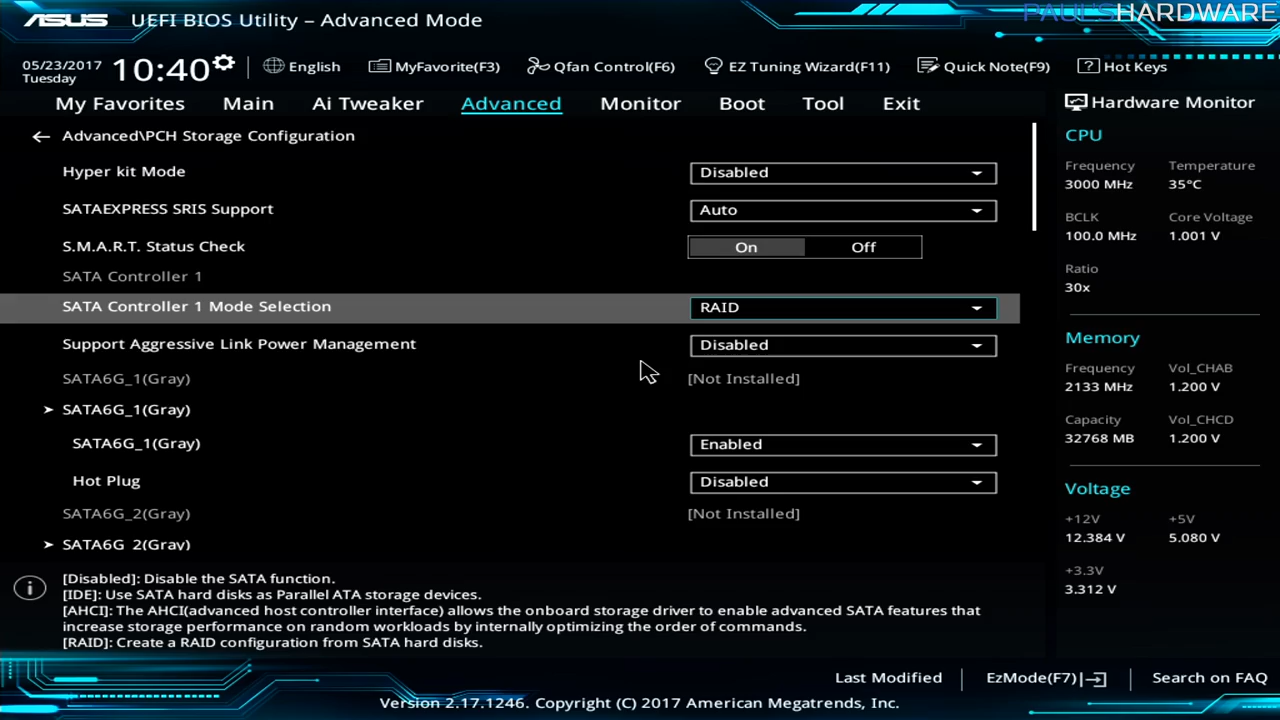 ASUS UEFI BIOS Utility – Advanced Mode
PAUL'S HARDWARE
05/23/2017
Tuesday
10:40
English
MyFavorite(F3)
Qfan Control(F6)
EZ Tuning Wizard(F11)
Quick Note(F9)
? Hot Keys
My Favorites Main Ai Tweaker Advanced Monitor Boot Tool Exit
Advanced\PCH Storage Configuration
Hyper kit Mode Disabled
SATAEXPRESS SRIS Support Auto
S.M.A.R.T. Status Check On Off
SATA Controller 1
SATA Controller 1 Mode Selection RAID
Support Aggressive Link Power Management Disabled
SATA6G_1(Gray) [Not Installed]
SATA6G_1(Gray)
SATA6G_1(Gray) Enabled
Hot Plug Disabled
SATA6G_2(Gray) [Not Installed]
SATA6G_2(Gray)
[Disabled]: Disable the SATA function.
[IDE]: Use SATA hard disks as Parallel ATA storage devices.
[AHCI]: The AHCI(advanced host controller interface) allows the onboard storage driver to enable advanced SATA features that
increase storage performance on random workloads by internally optimizing the order of commands.
[RAID]: Create a RAID configuration from SATA hard disks.
Hardware Monitor
CPU
Frequency Temperature
3000 MHz 35°C
BCLK Core Voltage
100.0 MHz 1.001 V
Ratio
30x
Memory
Frequency Vol_CHAB
2133 MHz 1.200 V
Capacity Vol_CHCD
32768 MB 1.200 V
Voltage
+12V +5V
12.384 V 5.080 V
+3.3V
3.312 V
Last Modified EzMode(F7) Search on FAQ
Version 2.17.1246. Copyright (C) 2017 American Megatrends, Inc.